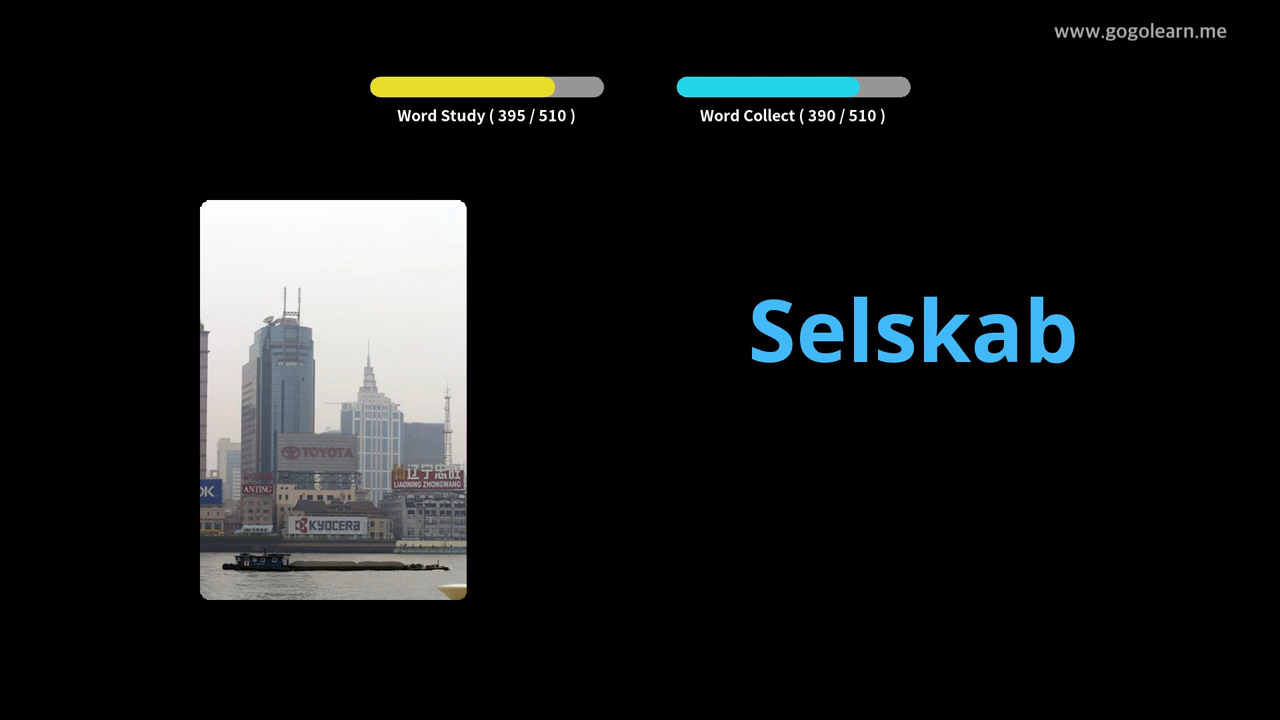 www.gogolearn.me
Word Study ( 395 / 510 )
Word Collect ( 390 / 510 )
Selskab
TOYOTA
辽宁忠旺
LIAONING ZHONGWANG
OK
ANTING
KYOCERA